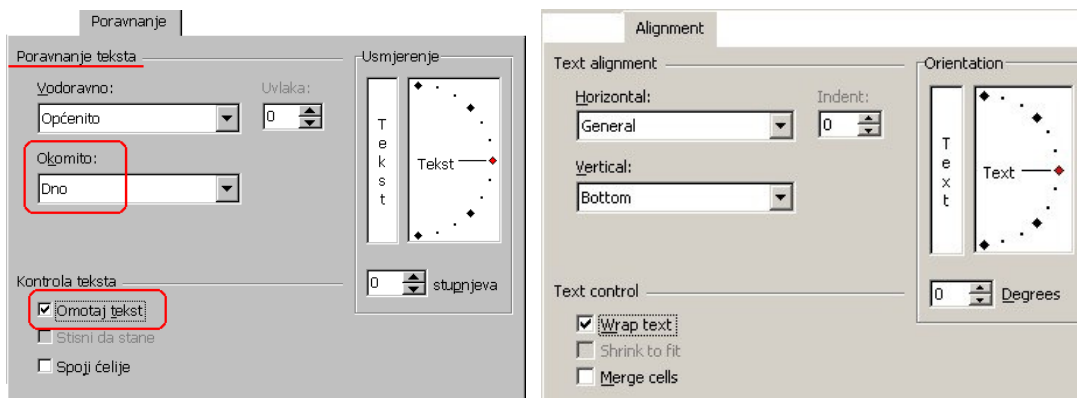 Poravnanje
Poravnanje teksta
Usmjerenje
Vodoravno:
Uvlaka:
Općenito
0
Okomito:
Dno
Tekst
Tekst
Kontrola teksta
0 stupnjeva
Omotaj tekst
Stisni da stane
Spoji ćelije
Alignment
Text alignment
Orientation
Horizontal:
Indent:
General
0
Vertical:
Bottom
Text
Text
Text control
0 Degrees
Wrap text
Shrink to fit
Merge cells